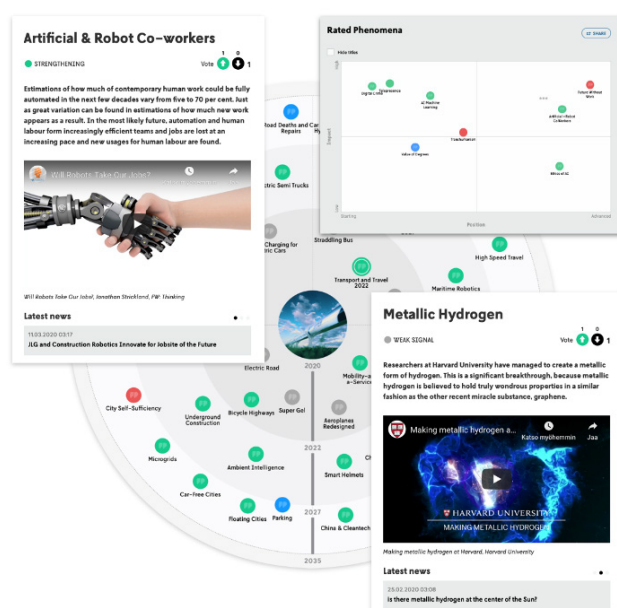 Artificial & Robot Co-workers
STRENGTHENING
Vote 1 0 1
Estimations of how much of contemporary human work could be fully
automated in the next few decades vary from five to 70 per cent. Just
as great variation can be found in estimations of how much new work
appears as a result. In the most likely future, automation and human
labour form increasingly efficient teams and jobs are lost at an
increasing pace and new usages for human labour are found.
Will Robots Take Our Jobs?
Will Robots Take Our Jobs?, Jonathan Strickland, FW: Thinking
Latest news
11.03.2020 03:17
JLG and Construction Robotics Innovate for Jobsite of the Future
Rated Phenomena
SHARE
Hide titles
High
Impact
Low
Digital Living
AI Machine
Learning
Value of Degrees
Transhumanism
Future Without
Work
Artificial & Robot
Co-Workers
Ethics of AI
Starting
Position
Advanced
Road Deaths and
Repairs
Electric Semi Trucks
Charging for
Electric Cars
Straddling Bus
High Speed Travel
Transport and Travel
2022
Maritime Robotics
2020
Electric Road
Mobility-as-
a-Service
City Self-Sufficiency
Underground
Construction
Bicycle Highways
Super Gel
Aeroplanes
Redesigned
2022
Microgrids
Ambient Intelligence
Smart Helmets
Car-Free Cities
Floating Cities
Parking
2027
China & Cleantech
2035
Metallic Hydrogen
WEAK SIGNAL
Vote 1 0 1
Researchers at Harvard University have managed to create a metallic
form of hydrogen. This is a significant breakthrough, because metallic
hydrogen is believed to hold truly wondrous properties in a similar
fashion as the other recent miracle substance, graphene.
Making metallic hydrogen a...
Katso myöhemmin
Jaa
HARVARD UNIVERSITY
MAKING METALLIC HYDROGEN
Making metallic hydrogen at Harvard, Harvard University
Latest news
25.02.2020 03:08
Is there metallic hydrogen at the center of the Sun?